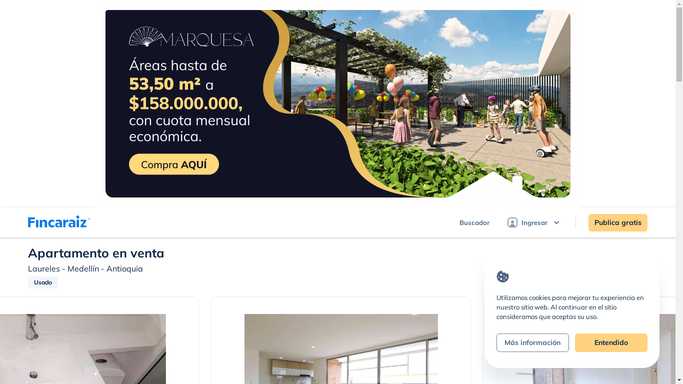 MARQUESA
Áreas hasta de
53,50 m² a
$158.000.000,
con cuota mensual
económica.
Compra AQUÍ
Fincaraiz
Buscador
Ingresar
Publica gratis
Apartamento en venta
Laureles - Medellín - Antioquia
Usado
Utilizamos cookies para mejorar tu experiencia en
nuestro sitio web. Al continuar en el sitio
consideramos que aceptas su uso.
Más información
Entendido